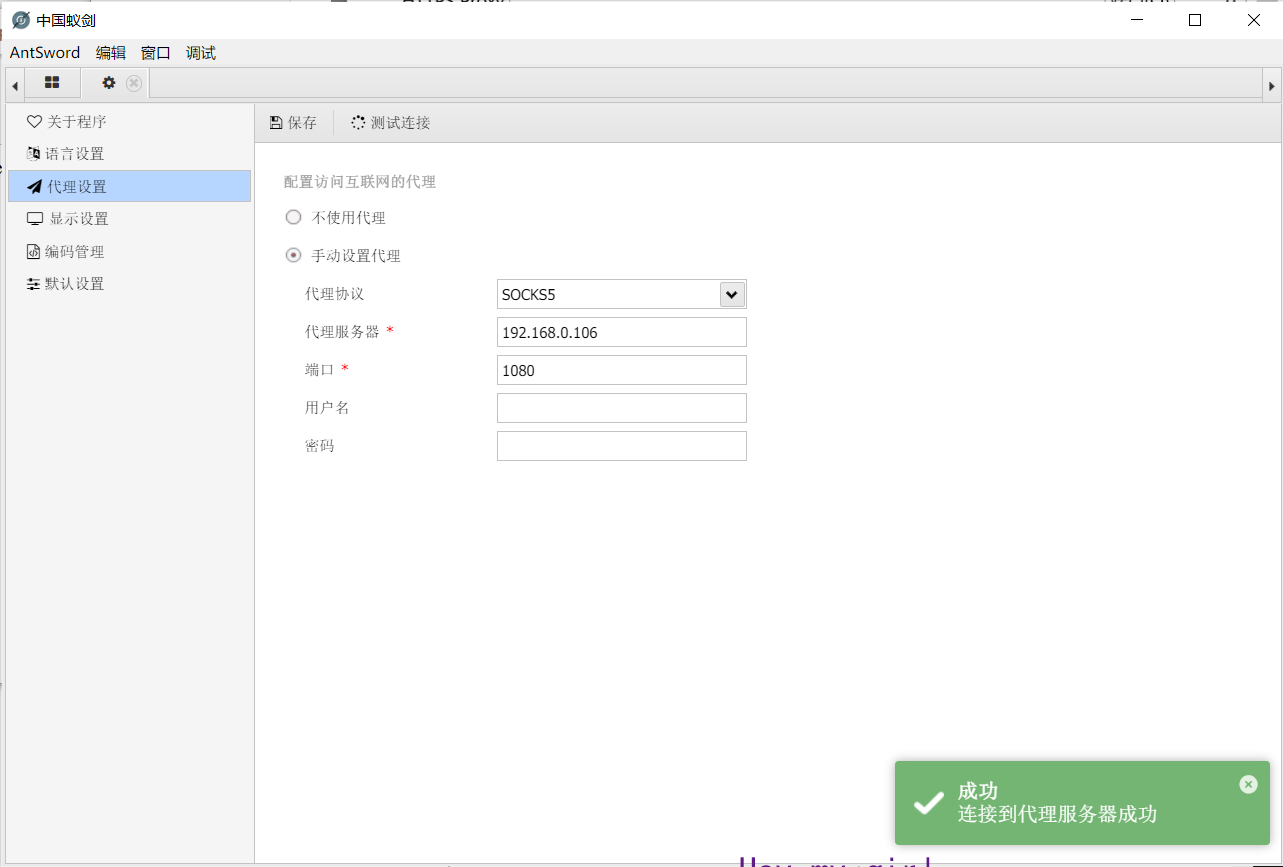 中国蚁剑
AntSword 编辑 窗口 调试
关于程序
语言设置
代理设置
显示设置
编码管理
默认设置
保存 测试连接
配置访问互联网的代理
不使用代理
手动设置代理
代理协议 SOCKS5
代理服务器 * 192.168.0.106
端口 * 1080
用户名
密码
成功
连接到代理服务器成功